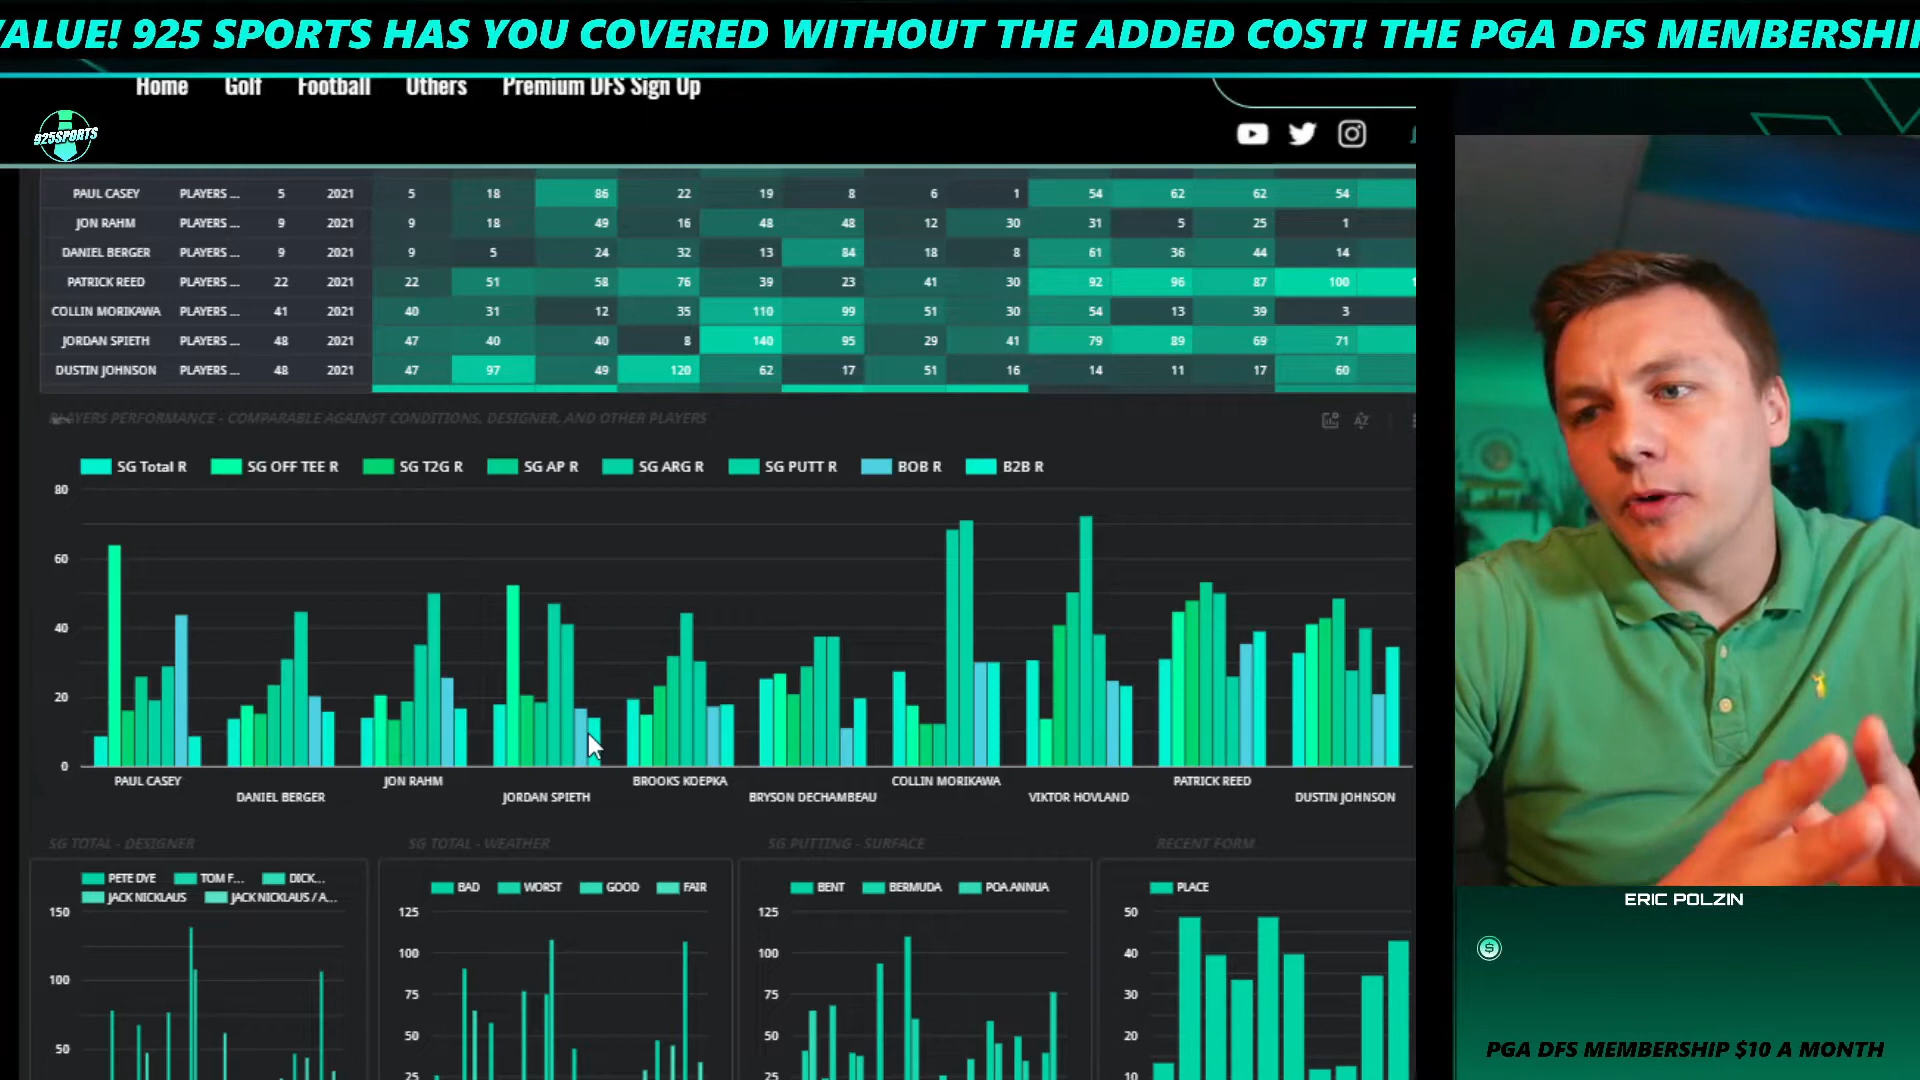 VALUE! 925 SPORTS HAS YOU COVERED WITHOUT THE ADDED COST! THE PGA DFS MEMBERSHI
Home Golf Football Others Premium DFS Sign Up
925SPORTS
PAUL CASEY PLAYERS ... 5 2021 5 18 86 22 19 8 6 1 54 62 62 54
JON RAHM PLAYERS ... 9 2021 9 18 49 16 48 48 12 30 31 5 25 1
DANIEL BERGER PLAYERS ... 9 2021 9 5 24 32 13 84 18 8 61 36 44 14
PATRICK REED PLAYERS ... 22 2021 22 51 58 76 39 23 41 30 92 96 87 100 1
COLLIN MORIKAWA PLAYERS ... 41 2021 40 31 12 35 110 99 51 30 54 13 39 3
JORDAN SPIETH PLAYERS ... 48 2021 47 40 40 8 140 95 29 41 79 89 69 71
DUSTIN JOHNSON PLAYERS ... 48 2021 47 97 49 120 62 17 51 16 14 11 17 60
PLAYERS PERFORMANCE - COMPARABLE AGAINST CONDITIONS, DESIGNER, AND OTHER PLAYERS
SG Total R SG OFF TEE R SG T2G R SG AP R SG ARG R SG PUTT R BOB R B2B R
80
60
40
20
0
PAUL CASEY JON RAHM BROOKS KOEPKA COLLIN MORIKAWA PATRICK REED
DANIEL BERGER JORDAN SPIETH BRYSON DECHAMBEAU VIKTOR HOVLAND DUSTIN JOHNSON
SG TOTAL - DESIGNER
PETE DYE TOM F... DICK...
JACK NICKLAUS JACK NICKLAUS / A...
150
100
50
SG TOTAL - WEATHER
BAD WORST GOOD FAIR
125
100
75
50
25
SG PUTTING - SURFACE
BENT BERMUDA POA ANNUA
125
100
75
50
25
RECENT FORM
PLACE
50
40
30
20
10
ERIC POLZIN
PGA DFS MEMBERSHIP $10 A MONTH